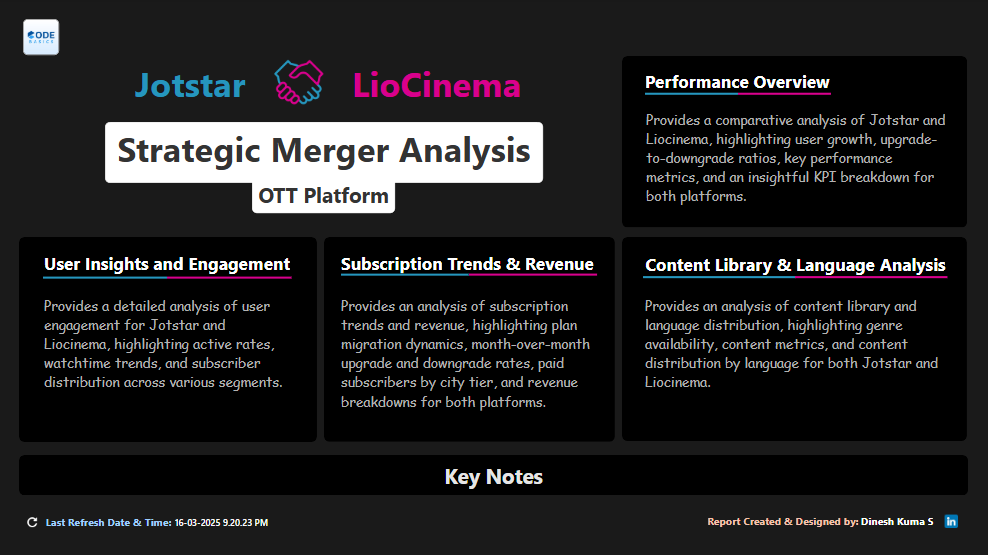 CODE
BASICS
Jotstar
LioCinema
Strategic Merger Analysis
OTT Platform
Performance Overview
Provides a comparative analysis of Jotstar and
Liocinema, highlighting user growth, upgrade-
to-downgrade ratios, key performance
metrics, and an insightful KPI breakdown for
both platforms.
User Insights and Engagement
Provides a detailed analysis of user
engagement for Jotstar and
Liocinema, highlighting active rates,
watchtime trends, and subscriber
distribution across various segments.
Subscription Trends & Revenue
Provides an analysis of subscription
trends and revenue, highlighting plan
migration dynamics, month-over-month
upgrade and downgrade rates, paid
subscribers by city tier, and revenue
breakdowns for both platforms.
Content Library & Language Analysis
Provides an analysis of content library and
language distribution, highlighting genre
availability, content metrics, and content
distribution by language for both Jotstar and
Liocinema.
Key Notes
Last Refresh Date & Time: 16-03-2025 9.20.23 PM
Report Created & Designed by: Dinesh Kuma S
in